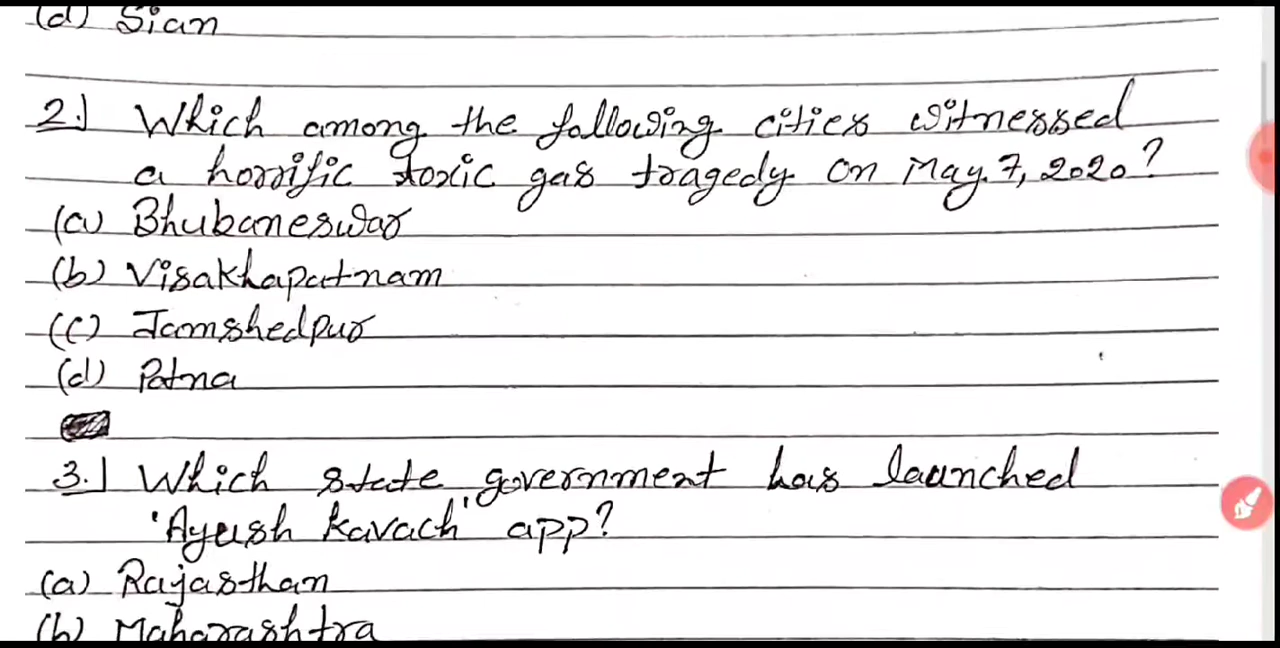 (d) Sian
2.) Which among the following cities witnessed
a horrific toxic gas tragedy on May 7, 2020?
(a) Bhubaneswar
(b) Visakhapatnam
(c) Jamshedpur
(d) Patna
3.) Which state government has launched
'Ayush Kavach' app?
(a) Rajasthan
(b) Maharashtra